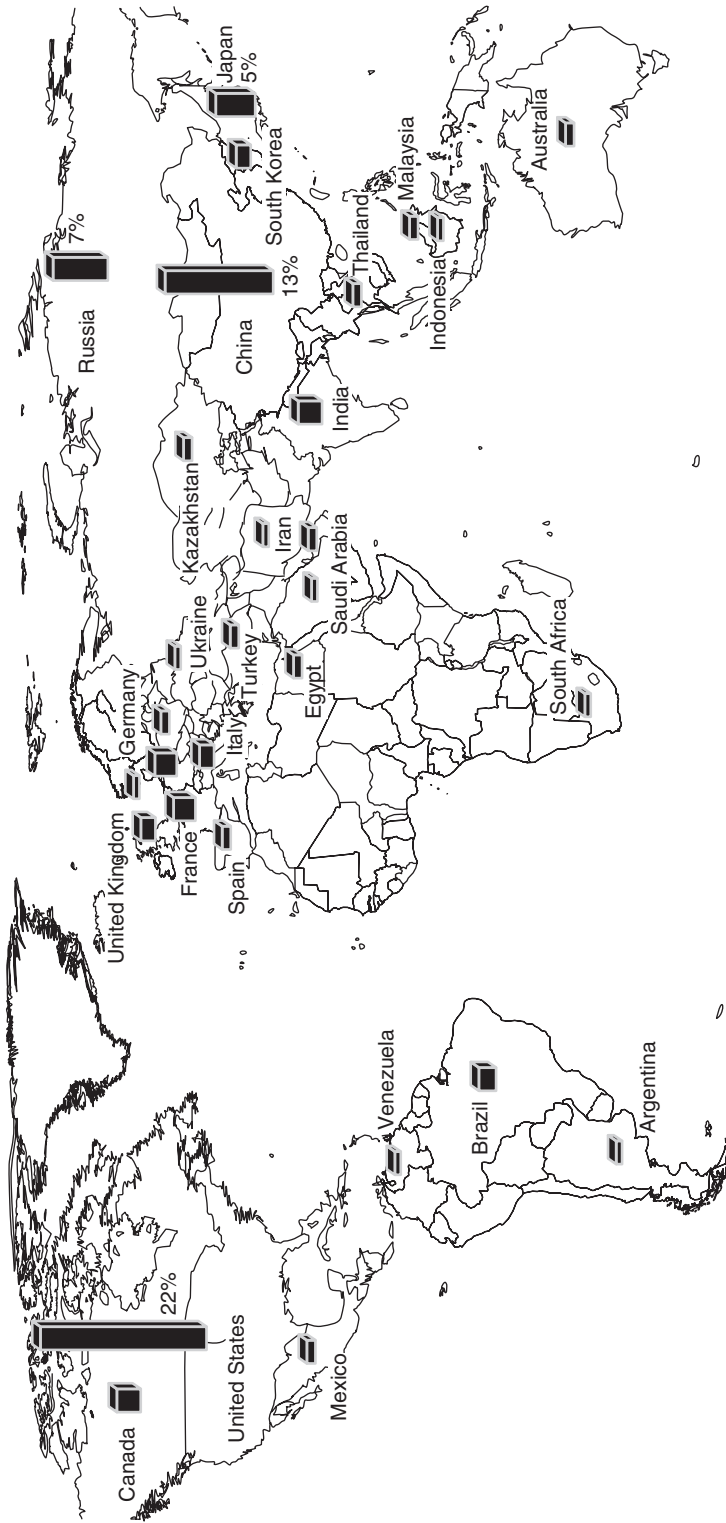 Canada
United States
22%
Mexico
Venezuela
Brazil
Argentina
United Kingdom
France
Spain
Germany
Italy
Ukraine
Turkey
Egypt
South Africa
Saudi Arabia
Iran
Kazakhstan
Russia
7%
China
13%
India
Thailand
Malaysia
Indonesia
South Korea
Japan
5%
Australia